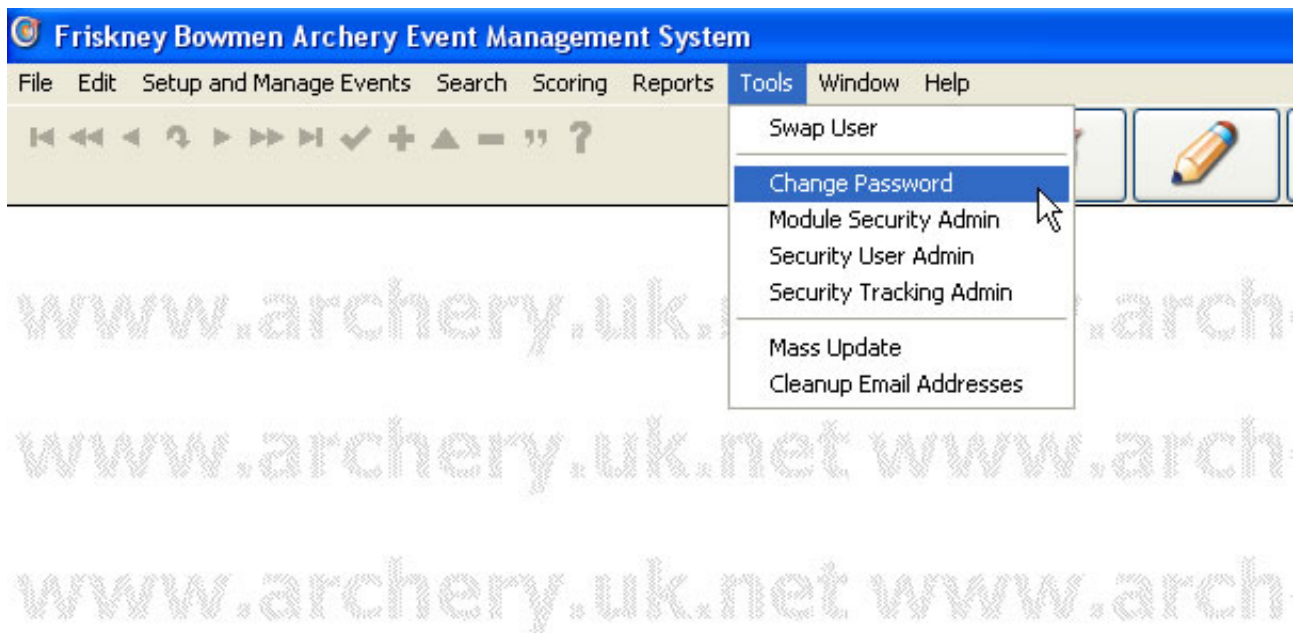 Friskney Bowmen Archery Event Management System
File Edit Setup and Manage Events Search Scoring Reports Tools Window Help
Swap User
Change Password
Module Security Admin
Security User Admin
Security Tracking Admin
Mass Update
Cleanup Email Addresses
www.archery.uk. .arch
www.archery.uk.net www.arch
www.archery.uk.net www.arch